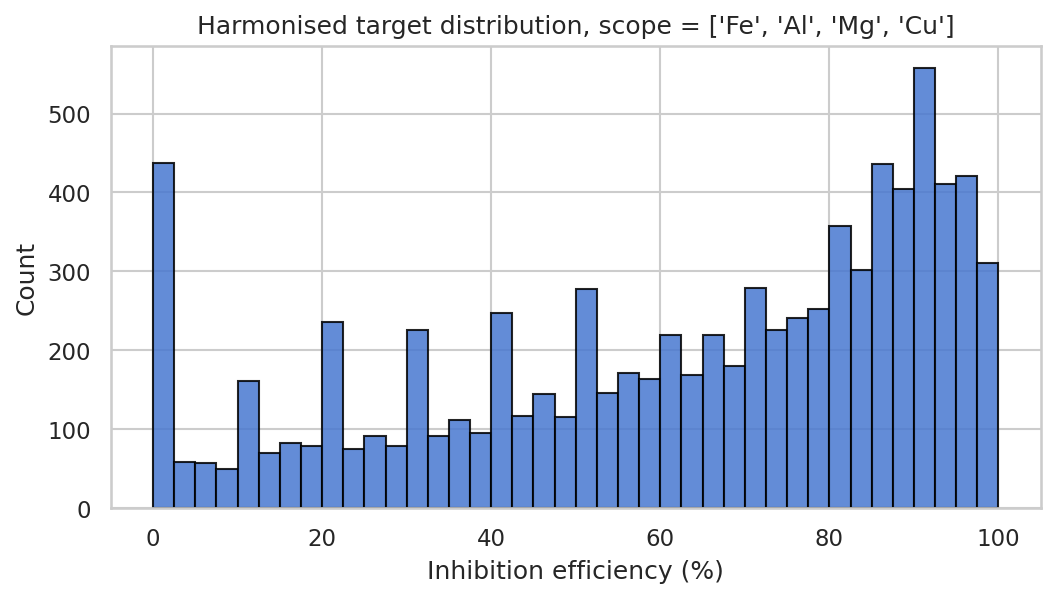 Harmonised target distribution, scope = ['Fe', 'Al', 'Mg', 'Cu']
500
400
300
200
100
0
Count
0 20 40 60 80 100
Inhibition efficiency (%)